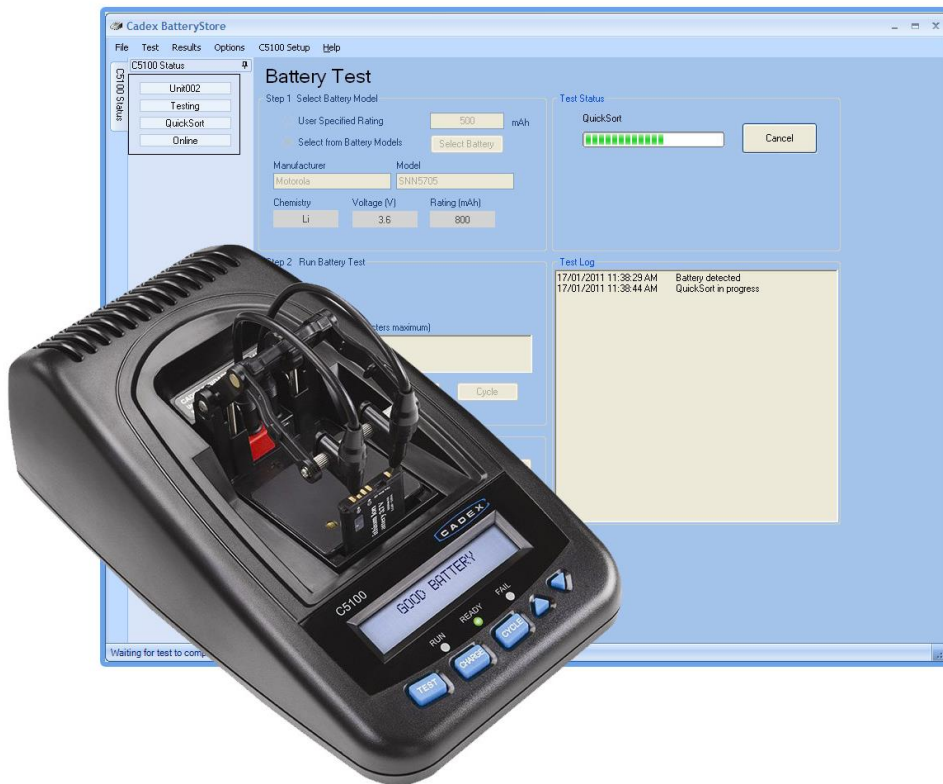 Cadex BatteryStore
File Test Results Options C5100 Setup Help
C5100 Status
C5100 Status
Unit002
Testing
QuickSort
Online
Battery Test
Step 1 Select Battery Model
User Specified Rating 500 mAh
Select from Battery Models Select Battery
Manufacturer Model
Motorola SNN5705
Chemistry Voltage (V) Rating (mAh)
Li 3.6 800
Test Status
QuickSort
Cancel
Step 2 Run Battery Test
maximum)
Cycle
Test Log
17/01/2011 11:38:29 AM Battery detected
17/01/2011 11:38:44 AM QuickSort in progress
Waiting for test to
CADEX
C5100
GOOD BATTERY
RUN READY FAIL
TEST CHARGE CYCLE